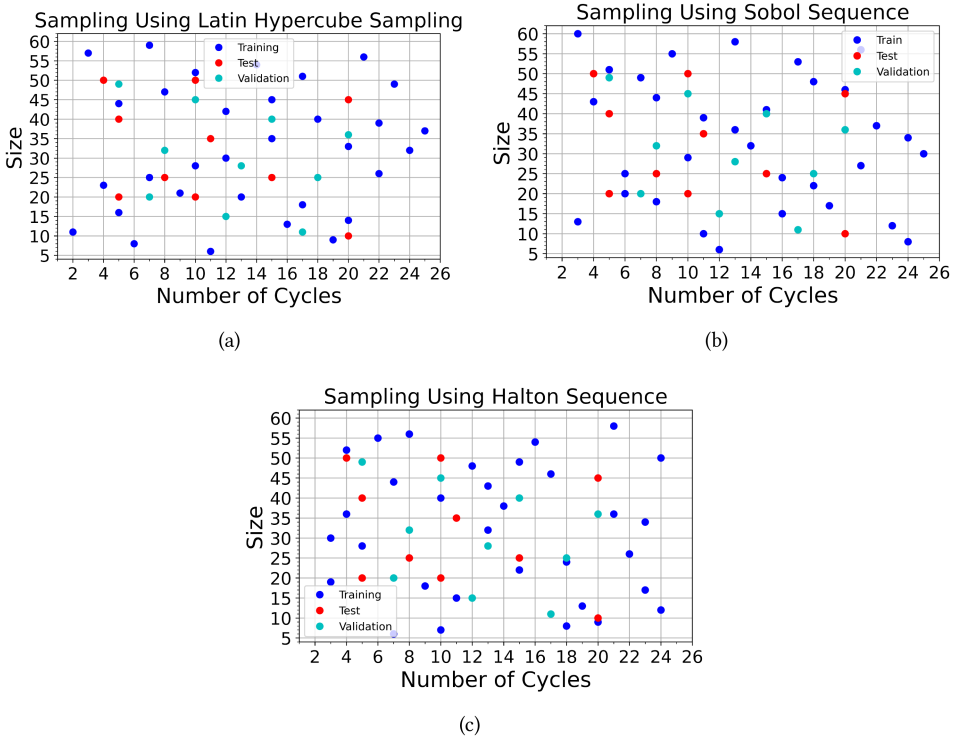 Sampling Using Latin Hypercube Sampling
60
55
50
45
40
35
30
25
20
15
10
5
Size
Training
Test
Validation
2 4 6 8 10 12 14 16 18 20 22 24 26
Number of Cycles
(a)
Sampling Using Sobol Sequence
60
55
50
45
40
35
30
25
20
15
10
5
Size
Train
Test
Validation
2 4 6 8 10 12 14 16 18 20 22 24 26
Number of Cycles
(b)
Sampling Using Halton Sequence
60
55
50
45
40
35
30
25
20
15
10
5
Size
Training
Test
Validation
2 4 6 8 10 12 14 16 18 20 22 24 26
Number of Cycles
(c)